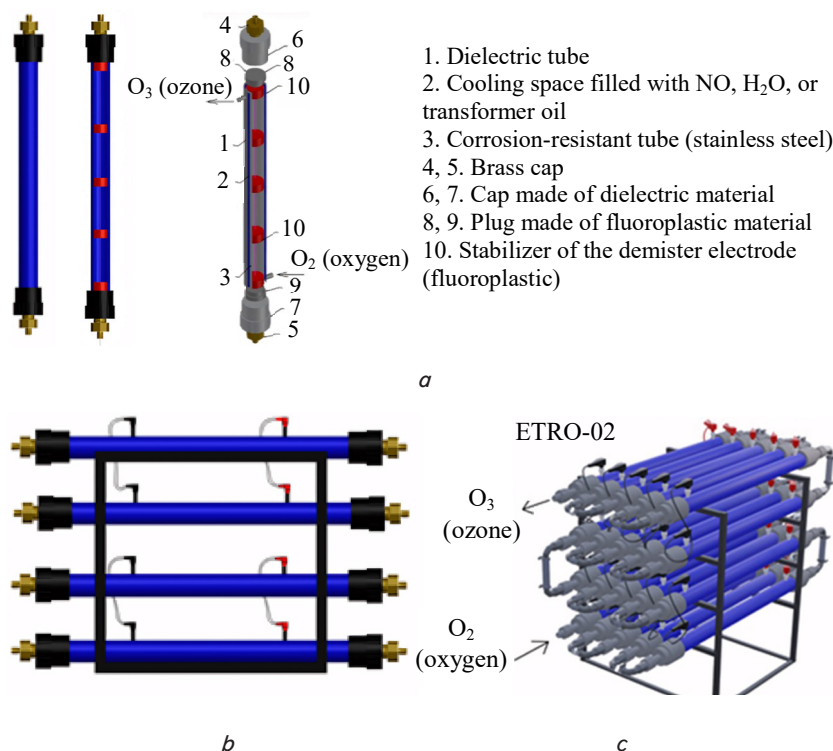 4
6
8
8
O₃ (ozone)
10
1
2
10
O₂ (oxygen)
3
9
7
5
1. Dielectric tube
2. Cooling space filled with NO, H₂O, or
transformer oil
3. Corrosion-resistant tube (stainless steel)
4, 5. Brass cap
6, 7. Cap made of dielectric material
8, 9. Plug made of fluoroplastic material
10. Stabilizer of the demister electrode
(fluoroplastic)
a
ETRO-02
O₃
(ozone)
O₂
(oxygen)
b
c